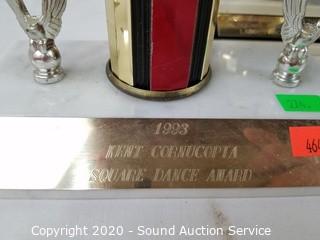 1993
KENT CORNUCOPIA
SQUARE DANCE AWARD
Copyright © 2020 - Sound Auction Service